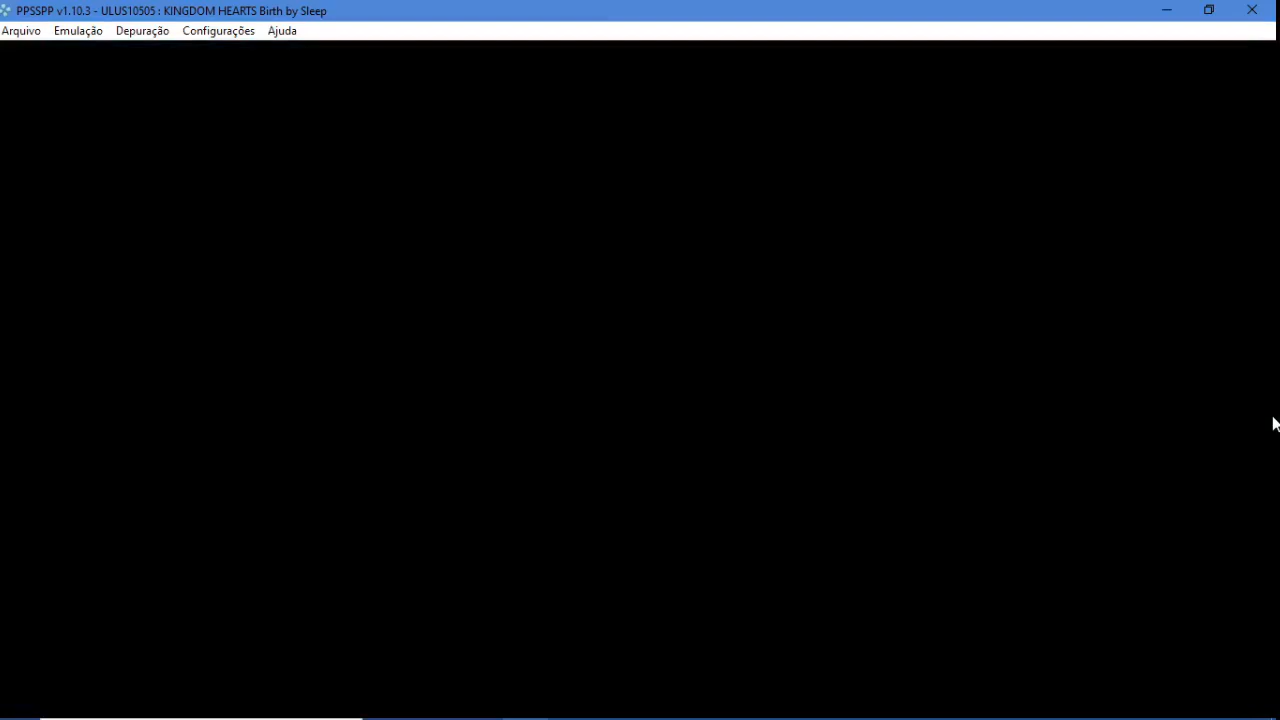 PPSSPP v1.10.3 - ULUS10505 : KINGDOM HEARTS Birth by Sleep
Arquivo Emulação Depuração Configurações Ajuda